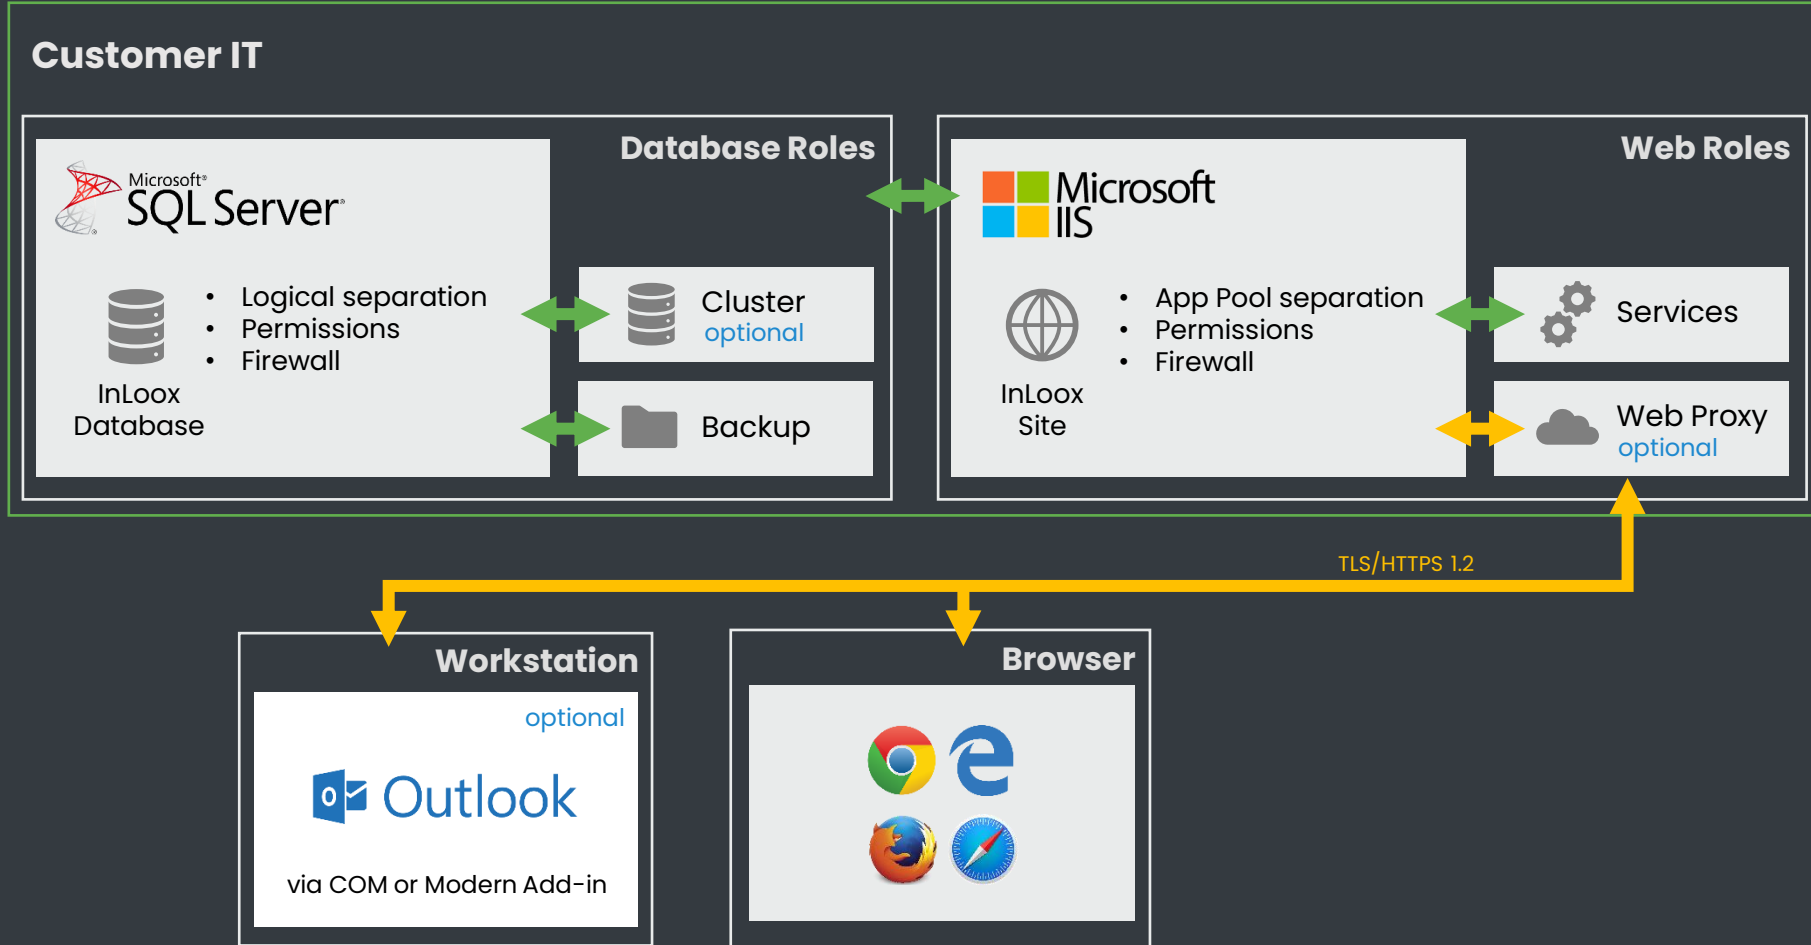 Customer IT
Database Roles
Microsoft®
SQL Server®
• Logical separation
• Permissions
• Firewall
InLoox
Database
Cluster
optional
Backup
Web Roles
Microsoft
IIS
• App Pool separation
• Permissions
• Firewall
InLoox
Site
Services
Web Proxy
optional
TLS/HTTPS 1.2
Workstation
optional
Outlook
via COM or Modern Add-in
Browser